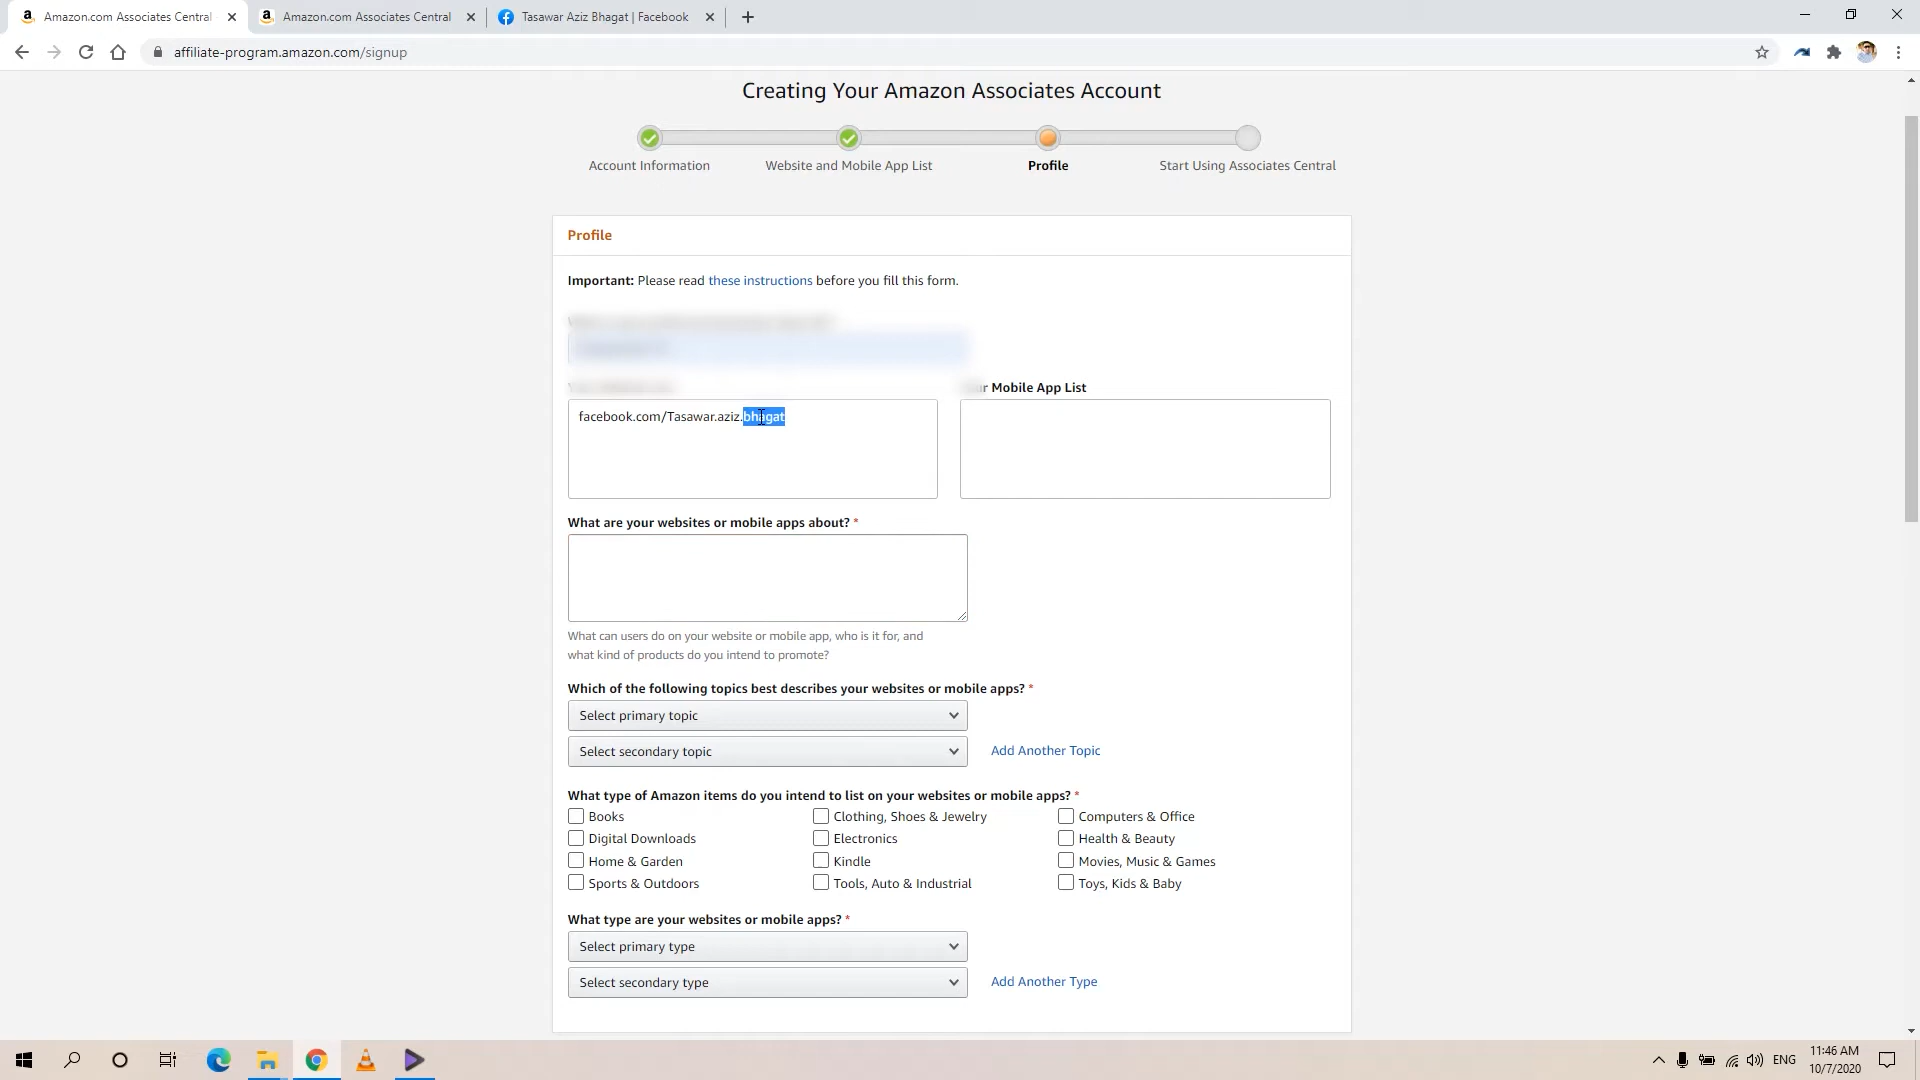 Amazon.com Associates Central
Amazon.com Associates Central
Tasawar Aziz Bhagat | Facebook
affiliate-program.amazon.com/signup
Creating Your Amazon Associates Account
Account Information
Website and Mobile App List
Profile
Start Using Associates Central
Profile
Important: Please read these instructions before you fill this form.
r Mobile App List
facebook.com/Tasawar.aziz.bhagat
What are your websites or mobile apps about? *
What can users do on your website or mobile app, who is it for, and
what kind of products do you intend to promote?
Which of the following topics best describes your websites or mobile apps? *
Select primary topic
Select secondary topic
Add Another Topic
What type of Amazon items do you intend to list on your websites or mobile apps? *
Books
Clothing, Shoes & Jewelry
Computers & Office
Digital Downloads
Electronics
Health & Beauty
Home & Garden
Kindle
Movies, Music & Games
Sports & Outdoors
Tools, Auto & Industrial
Toys, Kids & Baby
What type are your websites or mobile apps? *
Select primary type
Select secondary type
Add Another Type
ENG
11:46 AM
10/7/2020